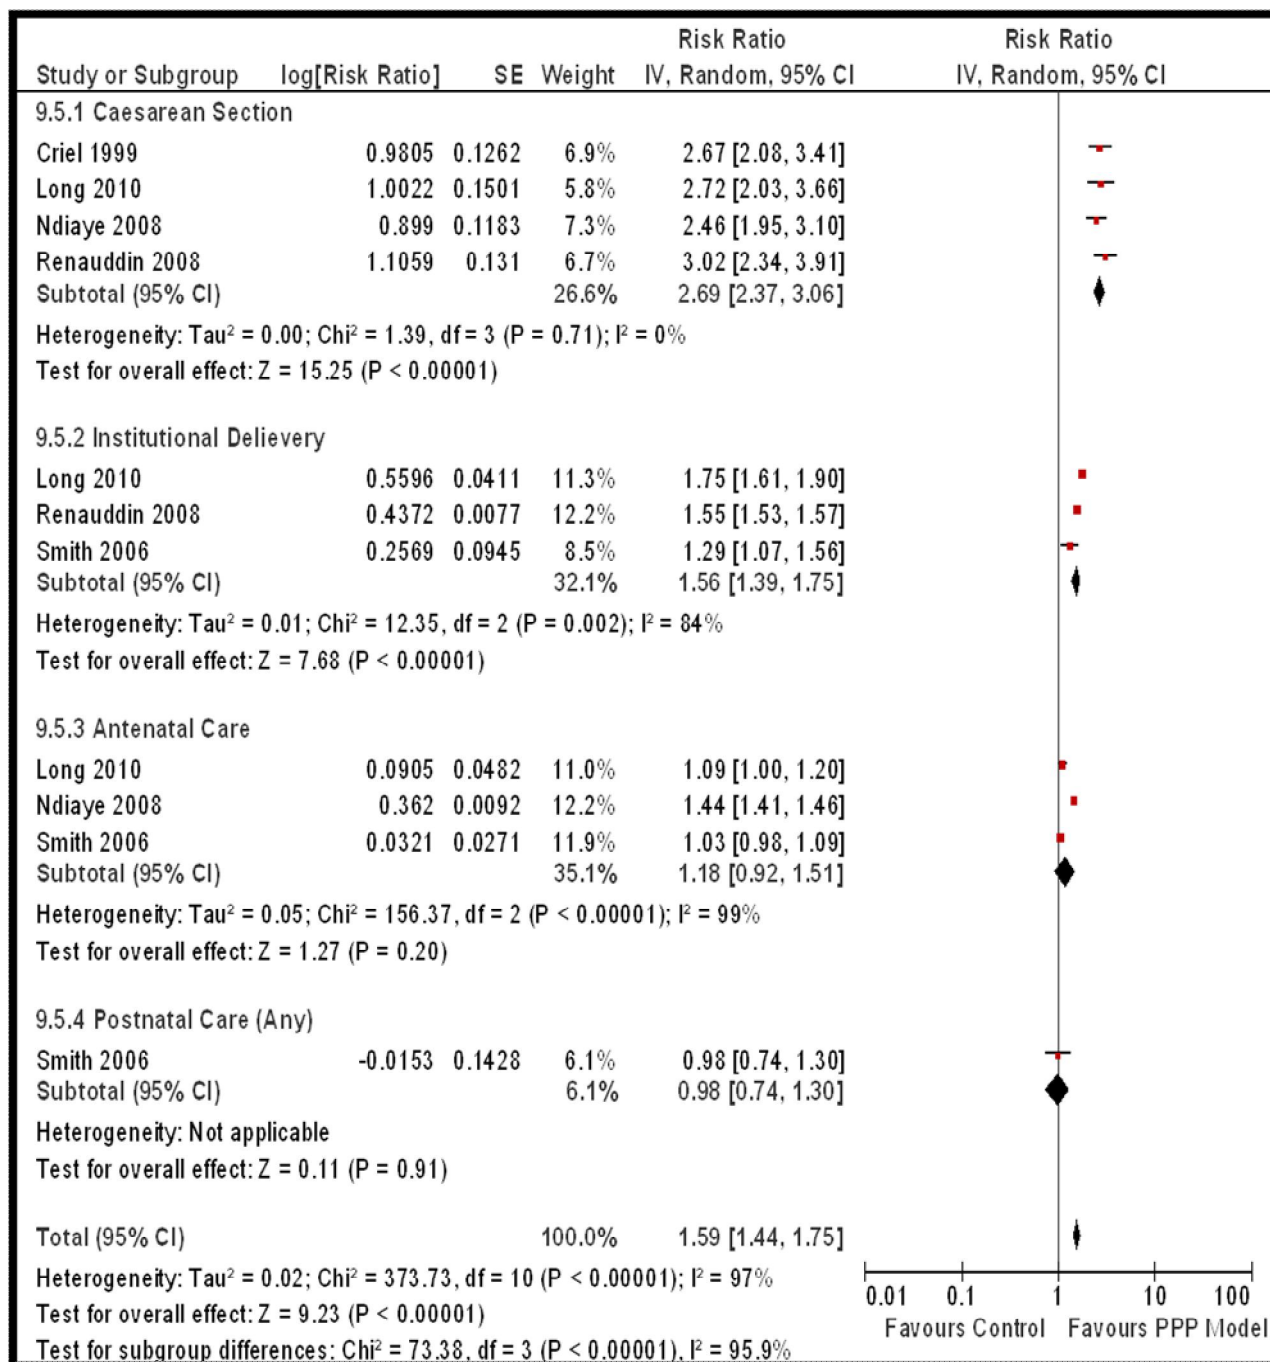 Risk Ratio Risk Ratio
Study or Subgroup log[Risk Ratio] SE Weight IV, Random, 95% CI IV, Random, 95% CI
9.5.1 Caesarean Section
Criel 1999 0.9805 0.1262 6.9% 2.67 [2.08, 3.41]
Long 2010 1.0022 0.1501 5.8% 2.72 [2.03, 3.66]
Ndiaye 2008 0.899 0.1183 7.3% 2.46 [1.95, 3.10]
Renauddin 2008 1.1059 0.131 6.7% 3.02 [2.34, 3.91]
Subtotal (95% CI) 26.6% 2.69 [2.37, 3.06]
Heterogeneity: Tau² = 0.00; Chi² = 1.39, df = 3 (P = 0.71); I² = 0%
Test for overall effect: Z = 15.25 (P < 0.00001)
9.5.2 Institutional Delievery
Long 2010 0.5596 0.0411 11.3% 1.75 [1.61, 1.90]
Renauddin 2008 0.4372 0.0077 12.2% 1.55 [1.53, 1.57]
Smith 2006 0.2569 0.0945 8.5% 1.29 [1.07, 1.56]
Subtotal (95% CI) 32.1% 1.56 [1.39, 1.75]
Heterogeneity: Tau² = 0.01; Chi² = 12.35, df = 2 (P = 0.002); I² = 84%
Test for overall effect: Z = 7.68 (P < 0.00001)
9.5.3 Antenatal Care
Long 2010 0.0905 0.0482 11.0% 1.09 [1.00, 1.20]
Ndiaye 2008 0.362 0.0092 12.2% 1.44 [1.41, 1.46]
Smith 2006 0.0321 0.0271 11.9% 1.03 [0.98, 1.09]
Subtotal (95% CI) 35.1% 1.18 [0.92, 1.51]
Heterogeneity: Tau² = 0.05; Chi² = 156.37, df = 2 (P < 0.00001); I² = 99%
Test for overall effect: Z = 1.27 (P = 0.20)
9.5.4 Postnatal Care (Any)
Smith 2006 -0.0153 0.1428 6.1% 0.98 [0.74, 1.30]
Subtotal (95% CI) 6.1% 0.98 [0.74, 1.30]
Heterogeneity: Not applicable
Test for overall effect: Z = 0.11 (P = 0.91)
Total (95% CI) 100.0% 1.59 [1.44, 1.75]
Heterogeneity: Tau² = 0.02; Chi² = 373.73, df = 10 (P < 0.00001); I² = 97%
Test for overall effect: Z = 9.23 (P < 0.00001)
Test for subgroup differences: Chi² = 73.38, df = 3 (P < 0.00001), I² = 95.9%
0.01 0.1 1 10 100
Favours Control Favours PPP Model